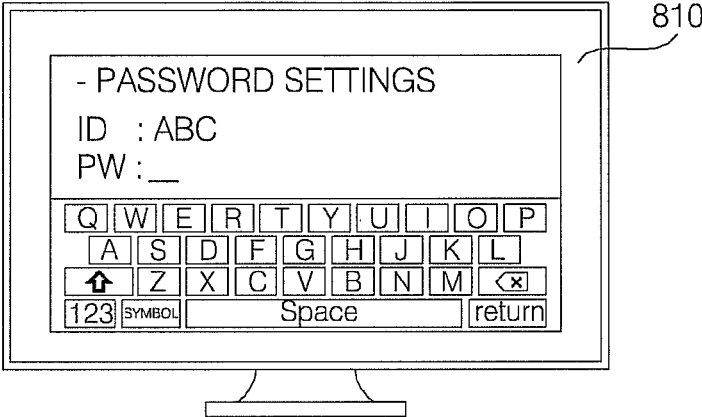 810
- PASSWORD SETTINGS
ID : ABC
PW : __
Q W E R T Y U I O P
A S D F G H J K L
Z X C V B N M
123 SYMBOL Space return